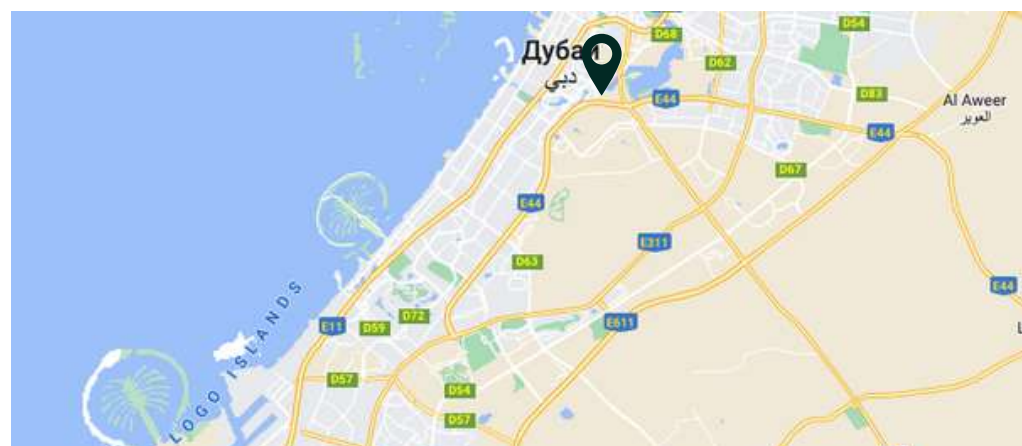 D54
D68
Дубай
دبي
D62
E44
D83
Al Aweer
العوير
E44
D67
E44
E311
D63
E44
LOGO ISLANDS
E11
D59
D72
E611
L
D57
D54
D57